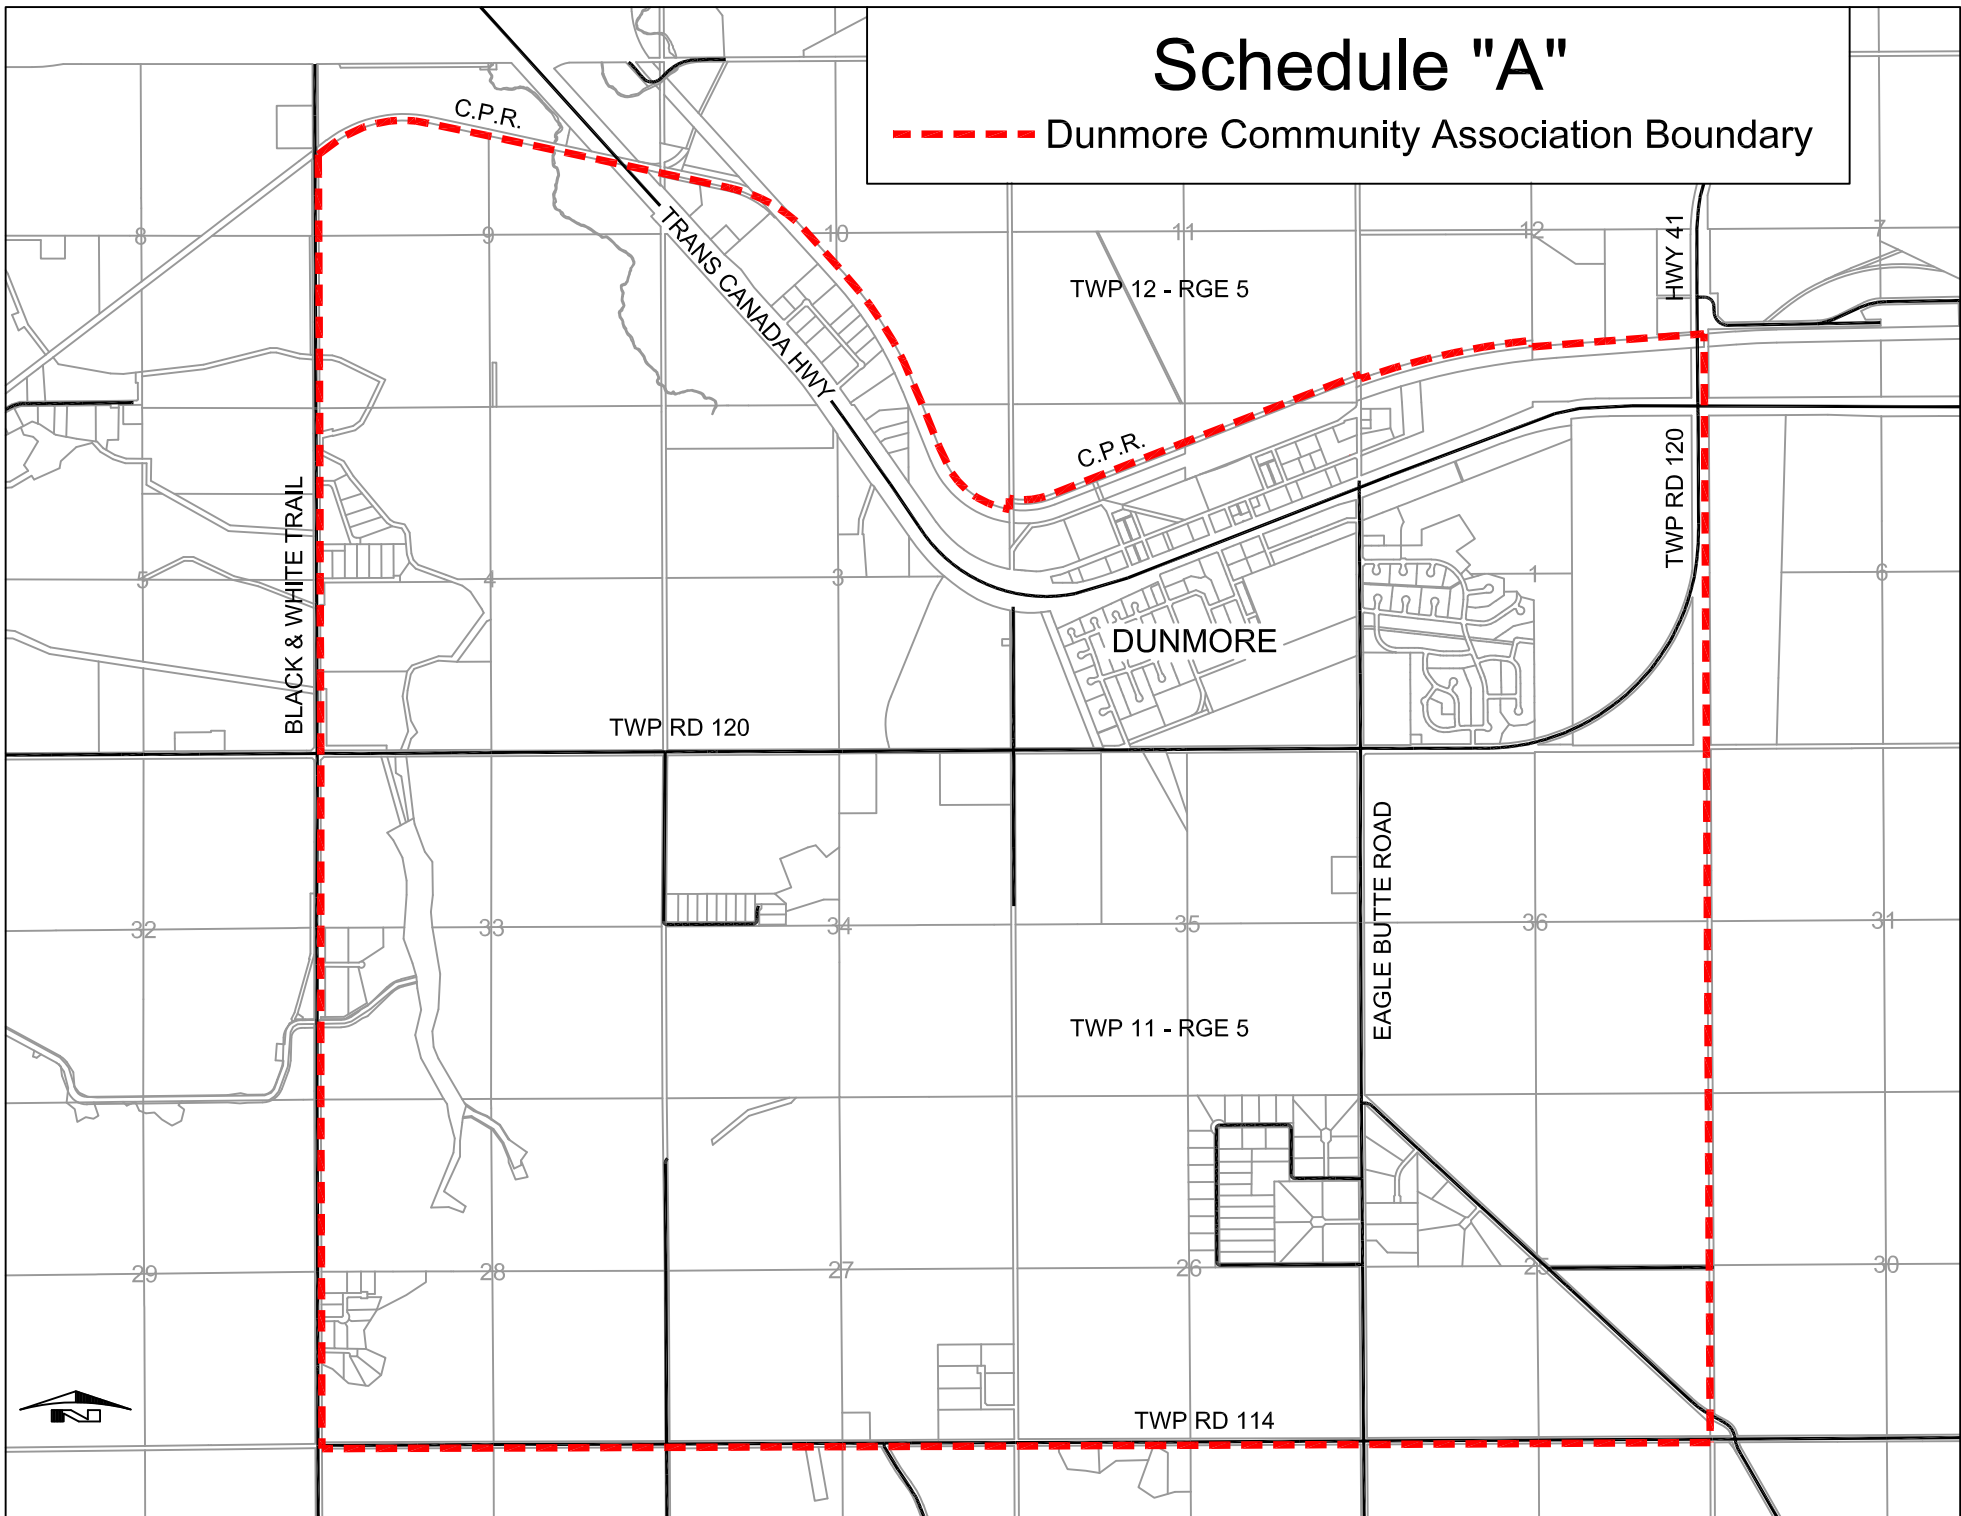 Schedule "A"
Dunmore Community Association Boundary
C.P.R.
8
9
10
11
12
7
TRANS CANADA HWY
TWP 12 - RGE 5
HWY 41
C.P.R.
BLACK & WHITE TRAIL
TWP RD 120
5
4
3
1
6
DUNMORE
TWP RD 120
EAGLE BUTTE ROAD
32
33
34
35
36
31
TWP 11 - RGE 5
29
28
27
26
25
30
N
TWP RD 114